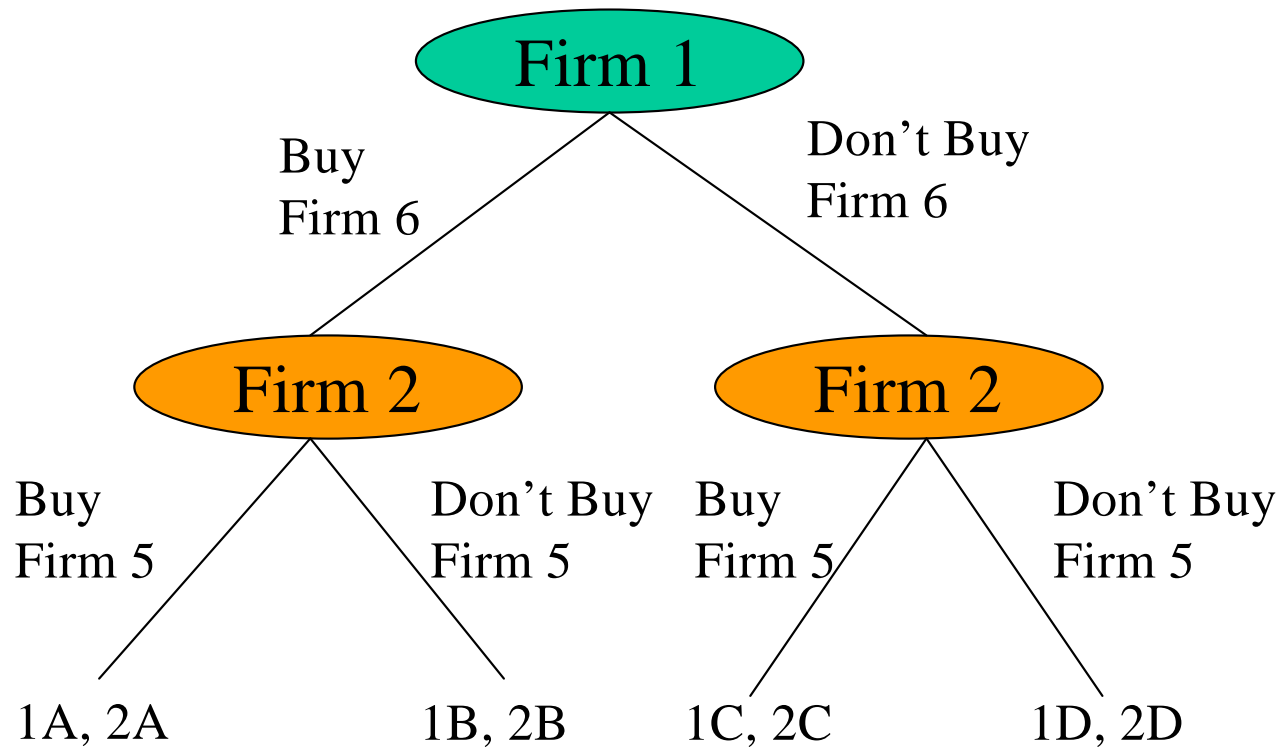 Firm 1
Buy
Firm 6
Don’t Buy
Firm 6
Firm 2
Firm 2
Buy
Firm 5
Don’t Buy
Firm 5
Buy
Firm 5
Don’t Buy
Firm 5
1A, 2A
1B, 2B
1C, 2C
1D, 2D